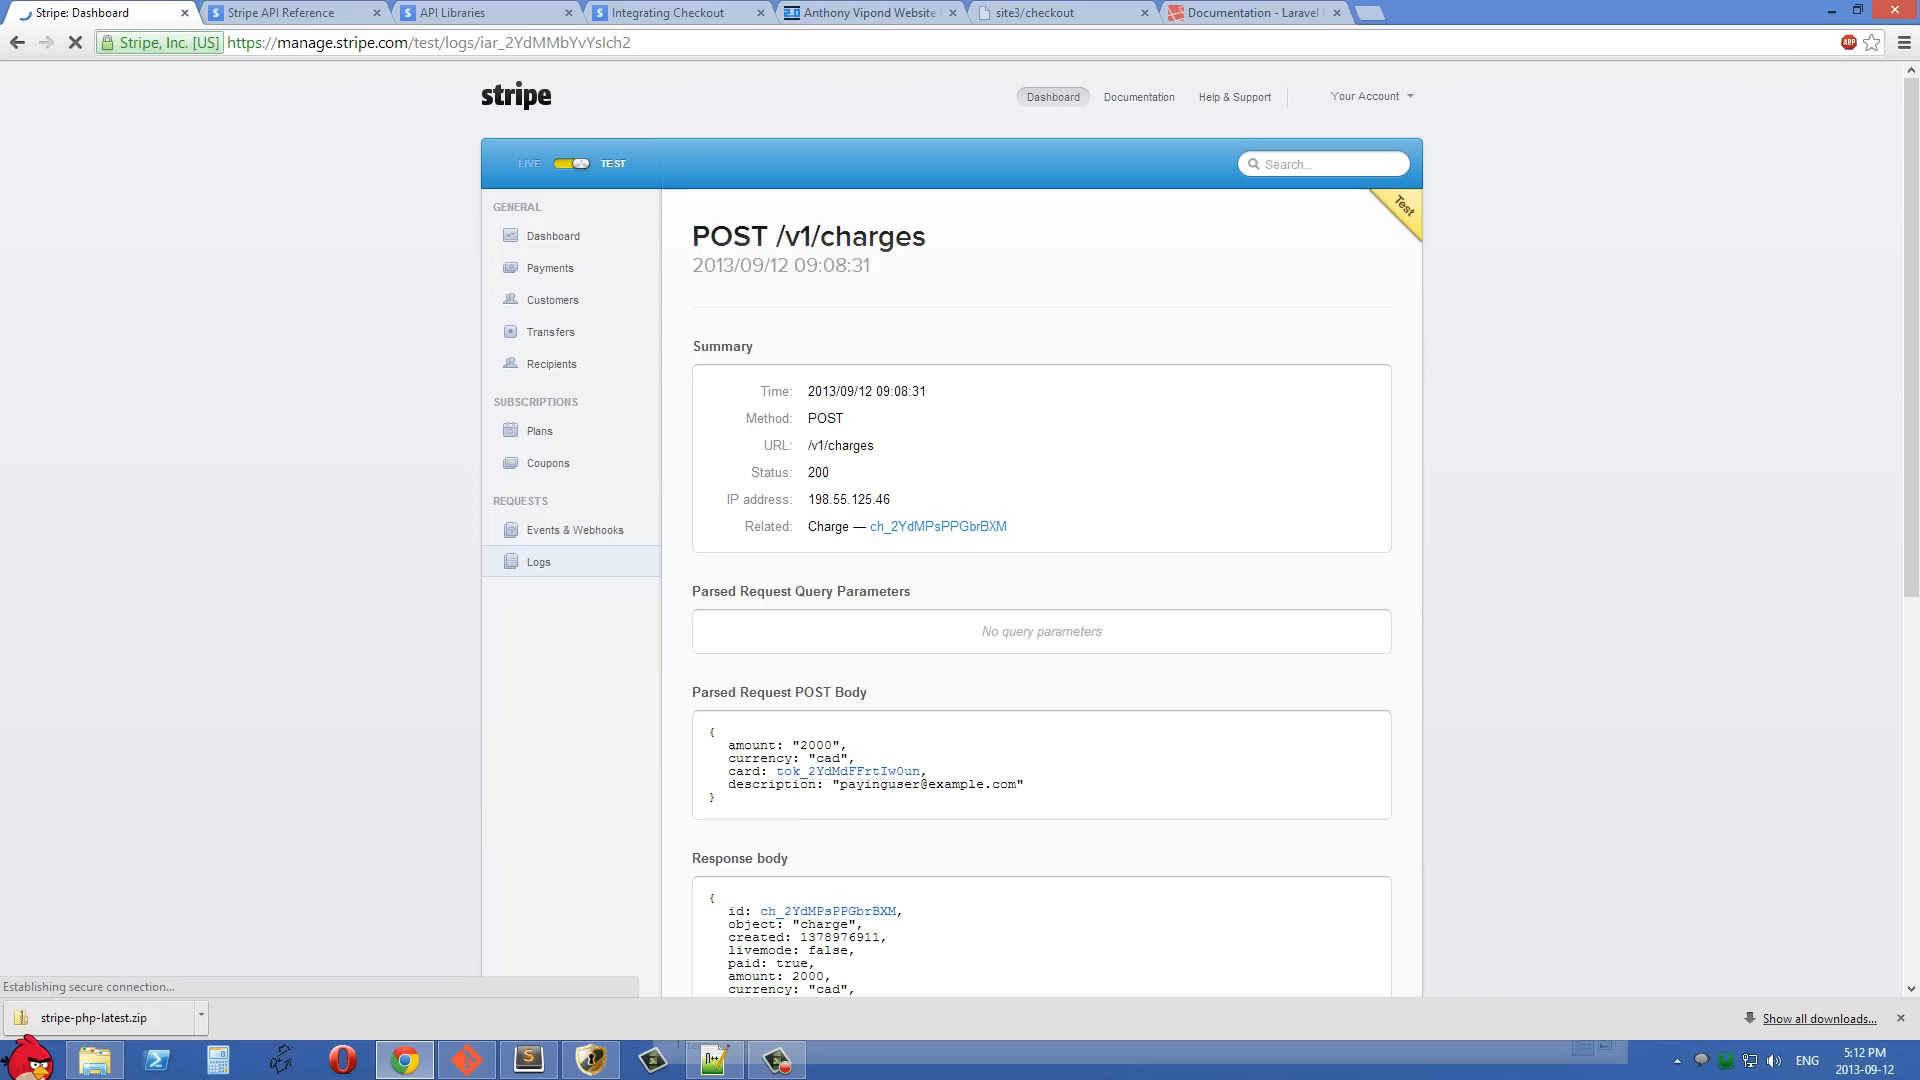 Stripe: Dashboard
Stripe API Reference
API Libraries
Integrating Checkout
Anthony Vipond Website
site3/checkout
Documentation - Laravel
Stripe, Inc. [US]
https://manage.stripe.com/test/logs/iar_2YdMMbYvYsIch2
ABP
stripe
Dashboard
Documentation
Help & Support
Your Account
LIVE
TEST
Search...
Test
GENERAL
Dashboard
Payments
Customers
Transfers
Recipients
SUBSCRIPTIONS
Plans
Coupons
REQUESTS
Events & Webhooks
Logs
POST /v1/charges
2013/09/12 09:08:31
Summary
Time: 2013/09/12 09:08:31
Method: POST
URL: /v1/charges
Status: 200
IP address: 198.55.125.46
Related: Charge — ch_2YdMPsPPGbrBXM
Parsed Request Query Parameters
No query parameters
Parsed Request POST Body
{
amount: "2000",
currency: "cad",
card: tok_2YdMdFFrtIw0un,
description: "payinguser@example.com"
}
Response body
{
id: ch_2YdMPsPPGbrBXM,
object: "charge",
created: 1378976911,
livemode: false,
paid: true,
amount: 2000,
currency: "cad",
Establishing secure connection...
stripe-php-latest.zip
Show all downloads...
ENG
5:12 PM
2013-09-12